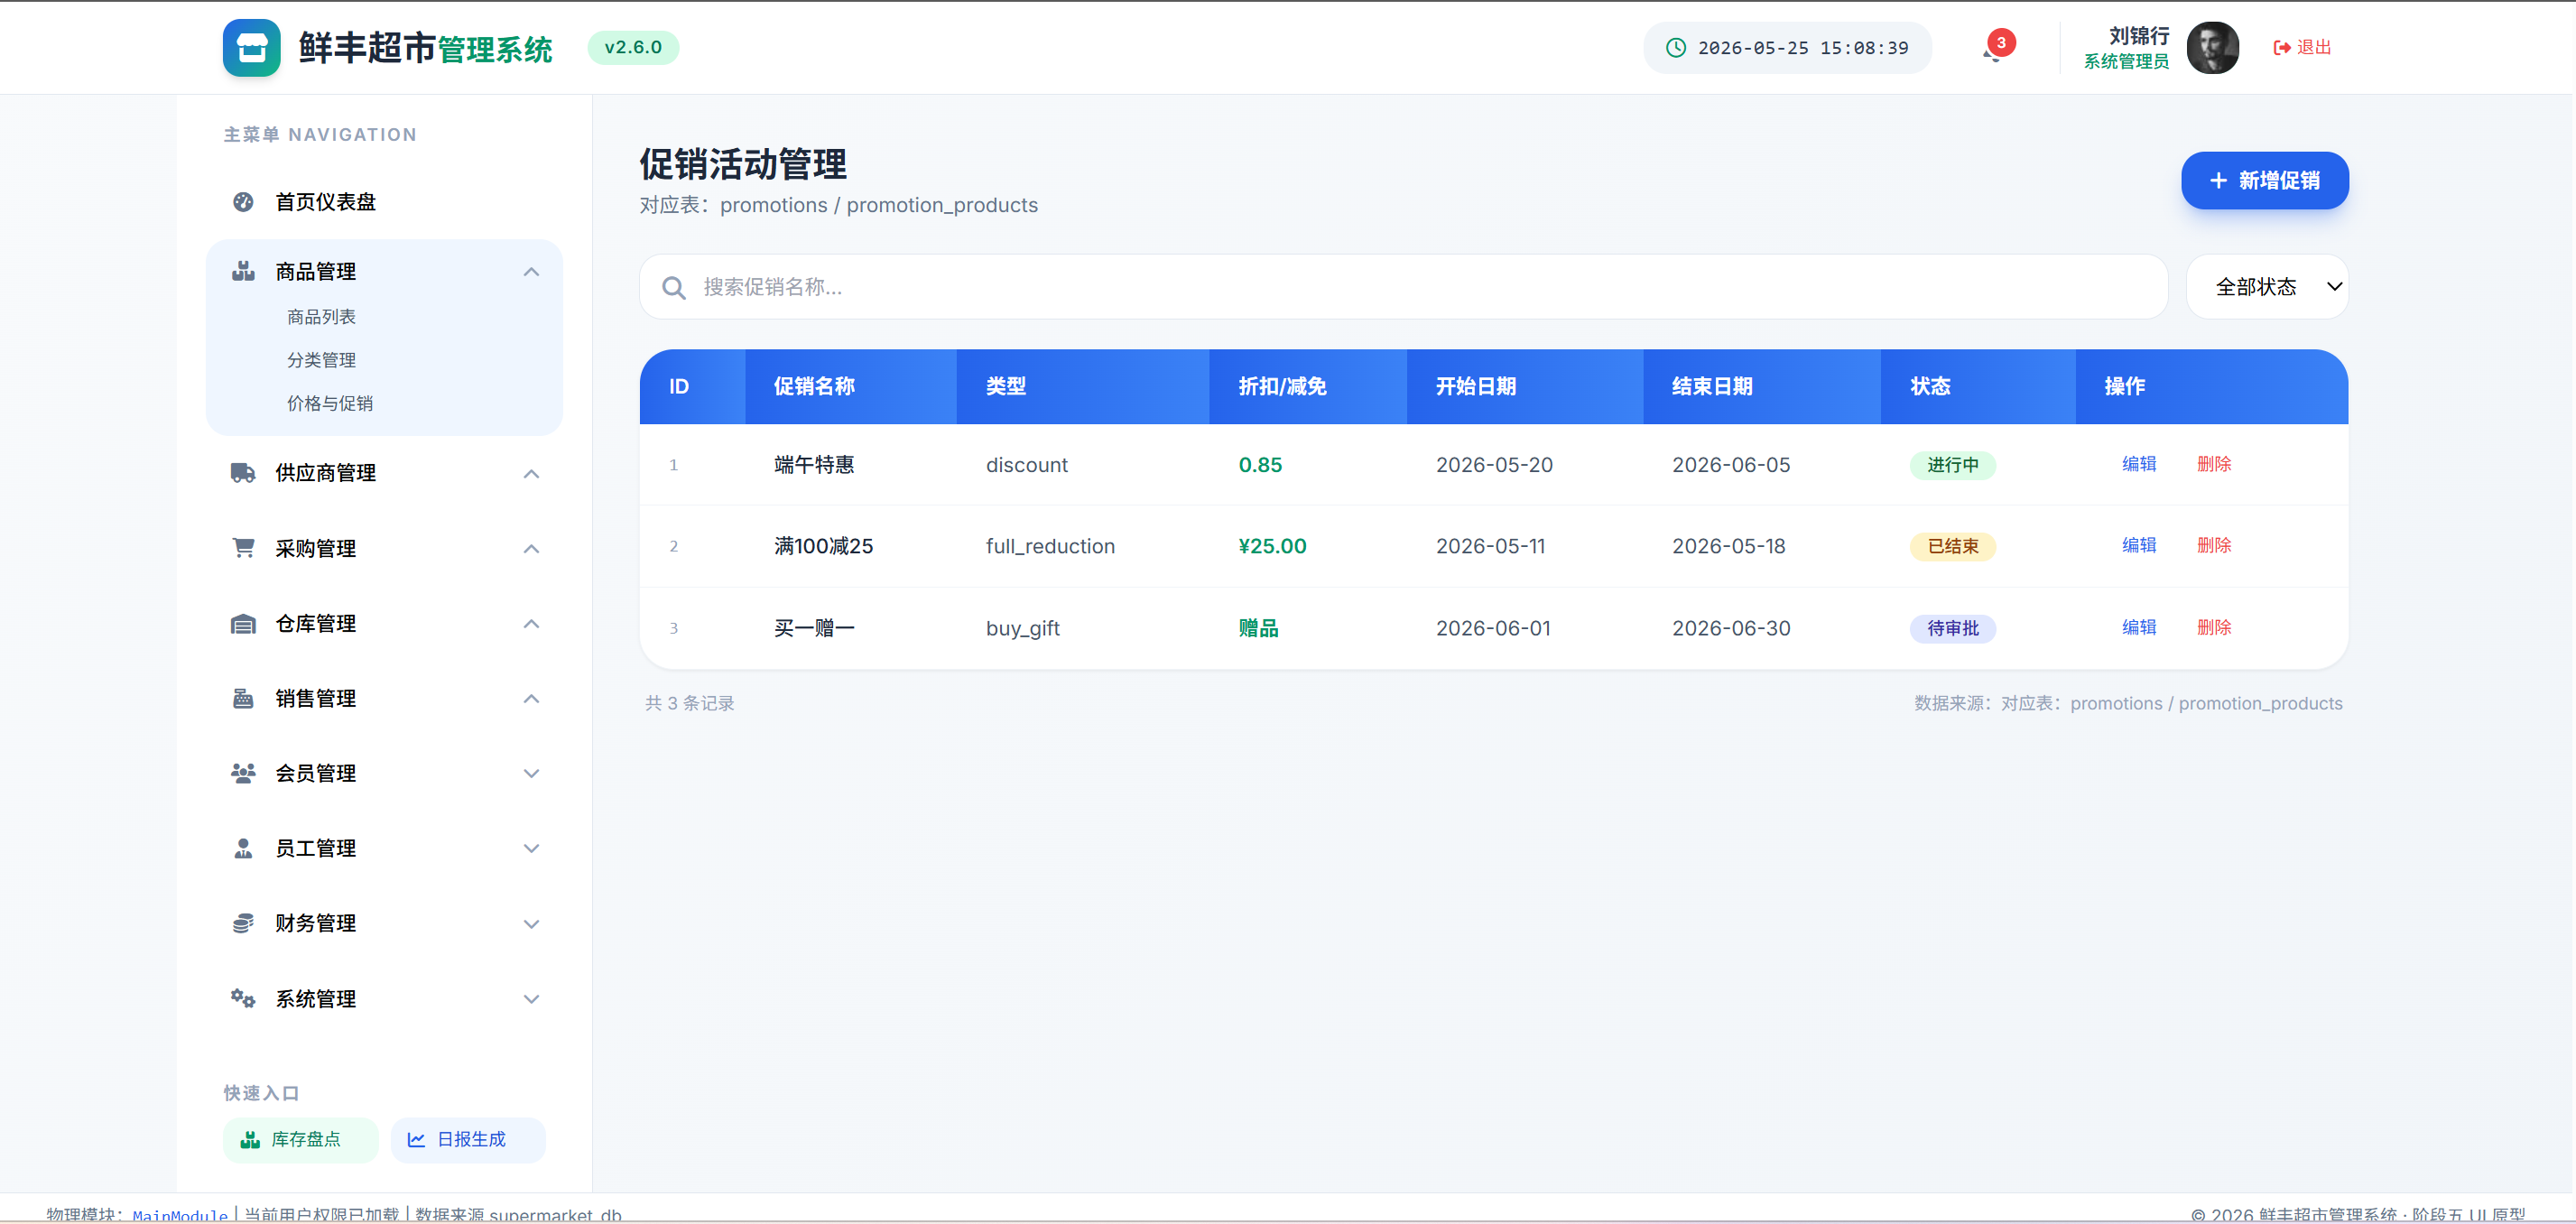 鲜丰超市管理系统 v2.6.0 2026-05-25 15:08:39 3 刘锦行 退出
系统管理员
主菜单 NAVIGATION
首页仪表盘
商品管理
商品列表
分类管理
价格与促销
供应商管理
采购管理
仓库管理
销售管理
会员管理
员工管理
财务管理
系统管理
快速入口
库存盘点 日报生成
促销活动管理
对应表：promotions / promotion_products
新增促销
搜索促销名称... 全部状态
ID 促销名称 类型 折扣/减免 开始日期 结束日期 状态 操作
1 端午特惠 discount 0.85 2026-05-20 2026-06-05 进行中 编辑 删除
2 满100减25 full_reduction ¥25.00 2026-05-11 2026-05-18 已结束 编辑 删除
3 买一赠一 buy_gift 赠品 2026-06-01 2026-06-30 待审批 编辑 删除
共 3 条记录 数据来源：对应表：promotions / promotion_products
物理模块：MainModule | 当前用户权限已加载 | 数据来源 supermarket_db © 2026 鲜丰超市管理系统 · 阶段五 UI 原型